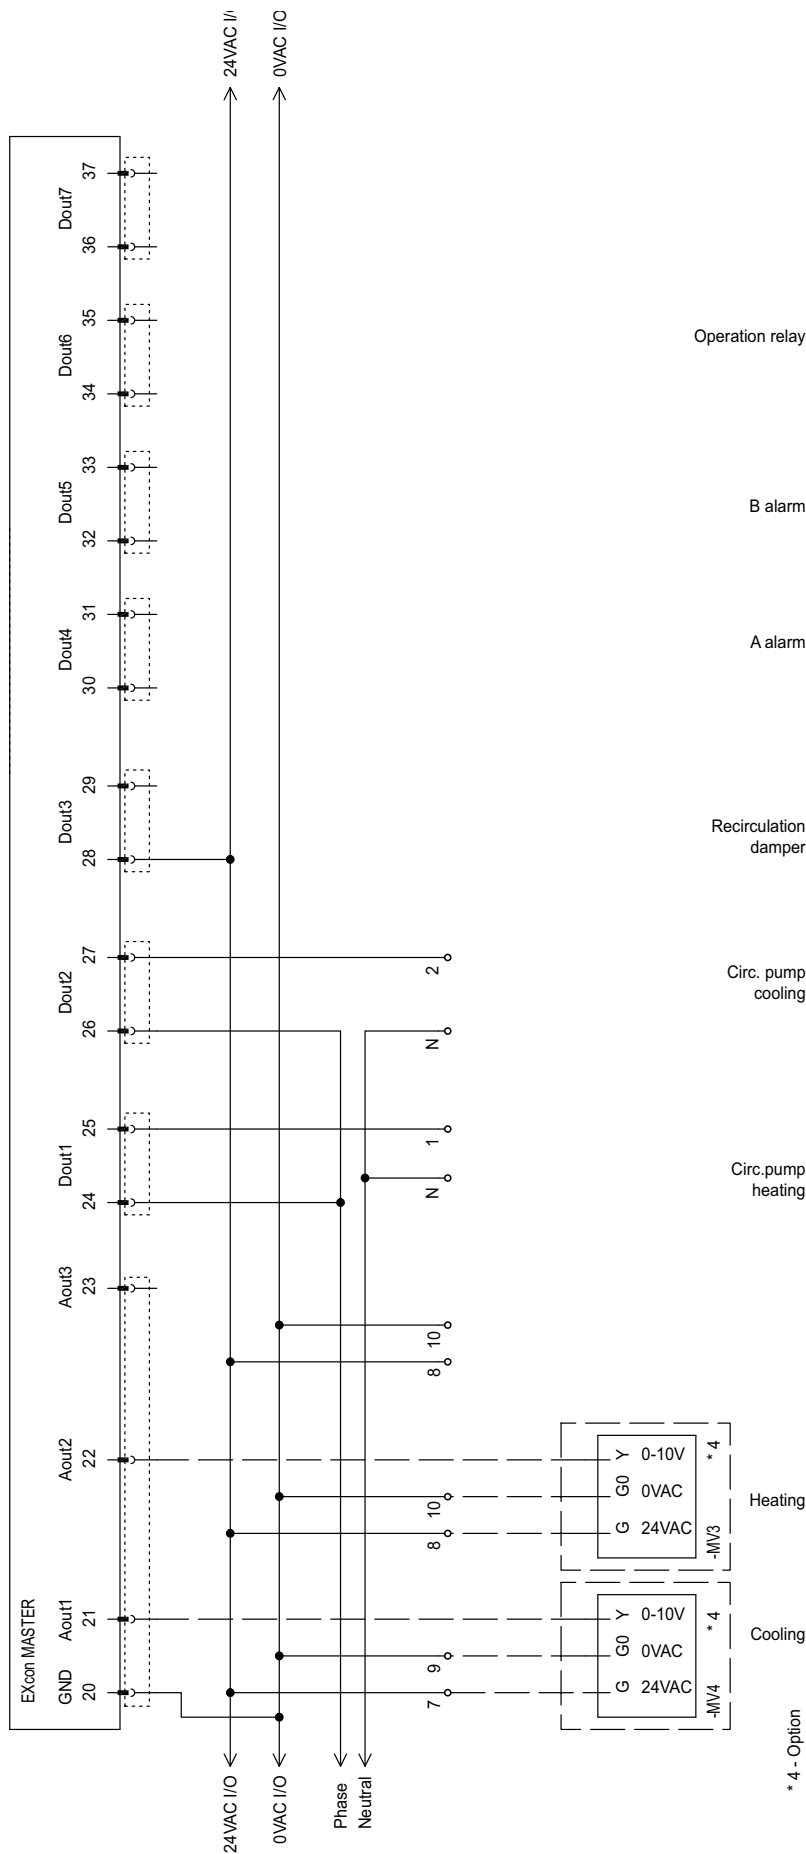 24VAC I/
0VAC I/O
EXcon MASTER
37
Dout7
36
35
Dout6
34
Operation relay
33
Dout5
32
B alarm
31
Dout4
30
A alarm
29
Dout3
28
Recirculation
damper
27
Dout2
26
2
N
Circ. pump
cooling
25
Dout1
24
1
N
Circ.pump
heating
23
Aout3
10
8
22
Aout2
10
8
Y 0-10V
G0 0VAC
G 24VAC
* 4
-MV3
Heating
21
Aout1
20
GND
9
7
Y 0-10V
G0 0VAC
G 24VAC
* 4
-MV4
Cooling
24VAC I/O
0VAC I/O
Phase
Neutral
* 4 - Option